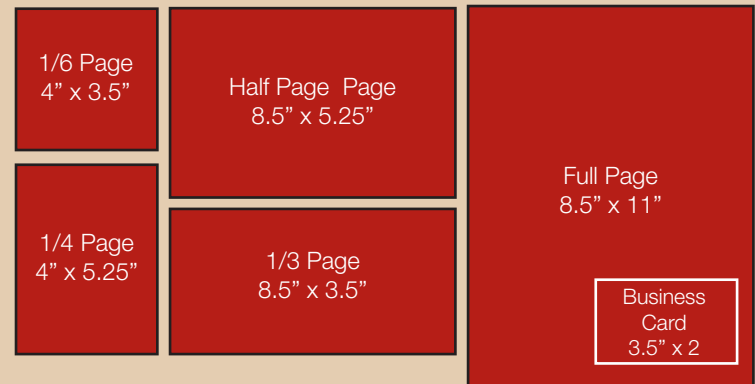 1/6 Page
4” x 3.5”
Half Page  Page
8.5” x 5.25”
Full Page
8.5” x 11”
1/4 Page
4” x 5.25”
1/3 Page
8.5” x 3.5”
Business
Card
3.5” x 2